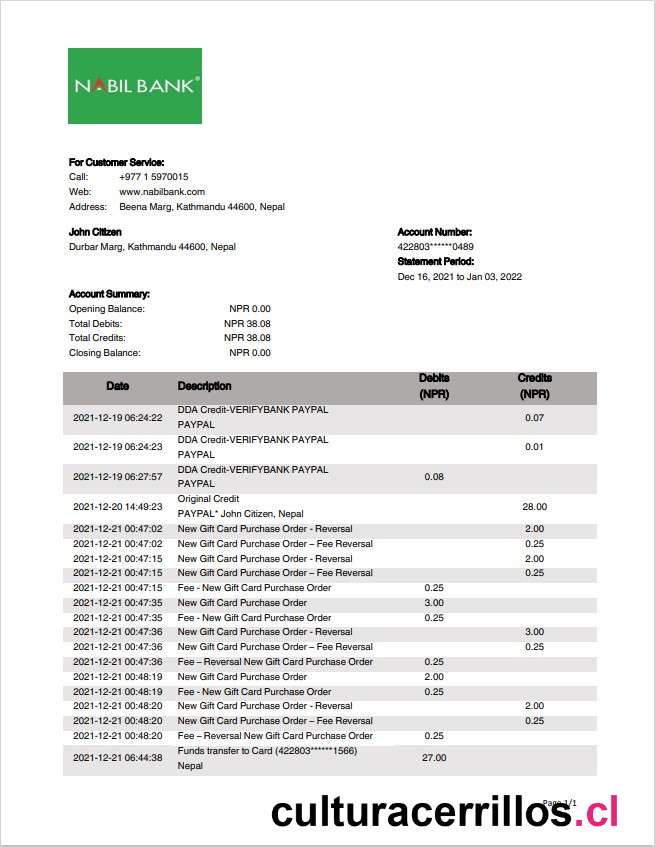 NABIL BANK®
For Customer Service:
Call: +977 1 5970015
Web: www.nabilbank.com
Address: Beena Marg, Kathmandu 44600, Nepal
John Citizen
Durbar Marg, Kathmandu 44600, Nepal
Account Number:
422803******0489
Statement Period:
Dec 16, 2021 to Jan 03, 2022
Account Summary:
Opening Balance: NPR 0.00
Total Debits: NPR 38.08
Total Credits: NPR 38.08
Closing Balance: NPR 0.00
Date Description Debits (NPR) Credits (NPR)
2021-12-19 06:24:22 DDA Credit-VERIFYBANK PAYPAL 0.07
PAYPAL
2021-12-19 06:24:23 DDA Credit-VERIFYBANK PAYPAL 0.01
PAYPAL
2021-12-19 06:27:57 DDA Credit-VERIFYBANK PAYPAL 0.08
PAYPAL
2021-12-20 14:49:23 Original Credit 28.00
PAYPAL* John Citizen, Nepal
2021-12-21 00:47:02 New Gift Card Purchase Order - Reversal 2.00
2021-12-21 00:47:02 New Gift Card Purchase Order – Fee Reversal 0.25
2021-12-21 00:47:15 New Gift Card Purchase Order - Reversal 2.00
2021-12-21 00:47:15 New Gift Card Purchase Order – Fee Reversal 0.25
2021-12-21 00:47:15 Fee - New Gift Card Purchase Order 0.25
2021-12-21 00:47:35 New Gift Card Purchase Order 3.00
2021-12-21 00:47:35 Fee - New Gift Card Purchase Order 0.25
2021-12-21 00:47:36 New Gift Card Purchase Order - Reversal 3.00
2021-12-21 00:47:36 New Gift Card Purchase Order – Fee Reversal 0.25
2021-12-21 00:47:36 Fee – Reversal New Gift Card Purchase Order 0.25
2021-12-21 00:48:19 New Gift Card Purchase Order 2.00
2021-12-21 00:48:19 Fee - New Gift Card Purchase Order 0.25
2021-12-21 00:48:20 New Gift Card Purchase Order - Reversal 2.00
2021-12-21 00:48:20 New Gift Card Purchase Order – Fee Reversal 0.25
2021-12-21 00:48:20 Fee – Reversal New Gift Card Purchase Order 0.25
2021-12-21 06:44:38 Funds transfer to Card (422803******1566) 27.00
Nepal
Page 1/1
culturacerrillos.cl